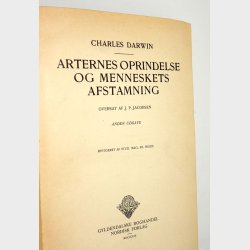 CHARLES DARWIN
ARTERNES OPRINDELSE
OG MENNESKETS
AFSTAMNING
OVERSAT AF J. P. JACOBSEN
ANDEN UDGAVE
GYLDENDALSKE BOGHANDEL
NORDISK FORLAG